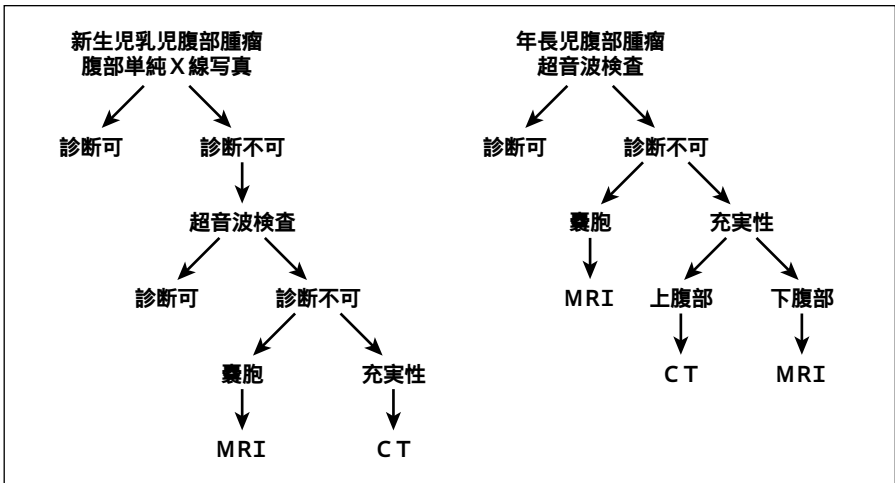 新生児乳児腹部腫瘤
腹部単純X線写真
診断可
診断不可
超音波検査
診断可
診断不可
嚢胞
充実性
MRI
CT
年長児腹部腫瘤
超音波検査
診断可
診断不可
嚢胞
充実性
MRI
上腹部
下腹部
CT
MRI